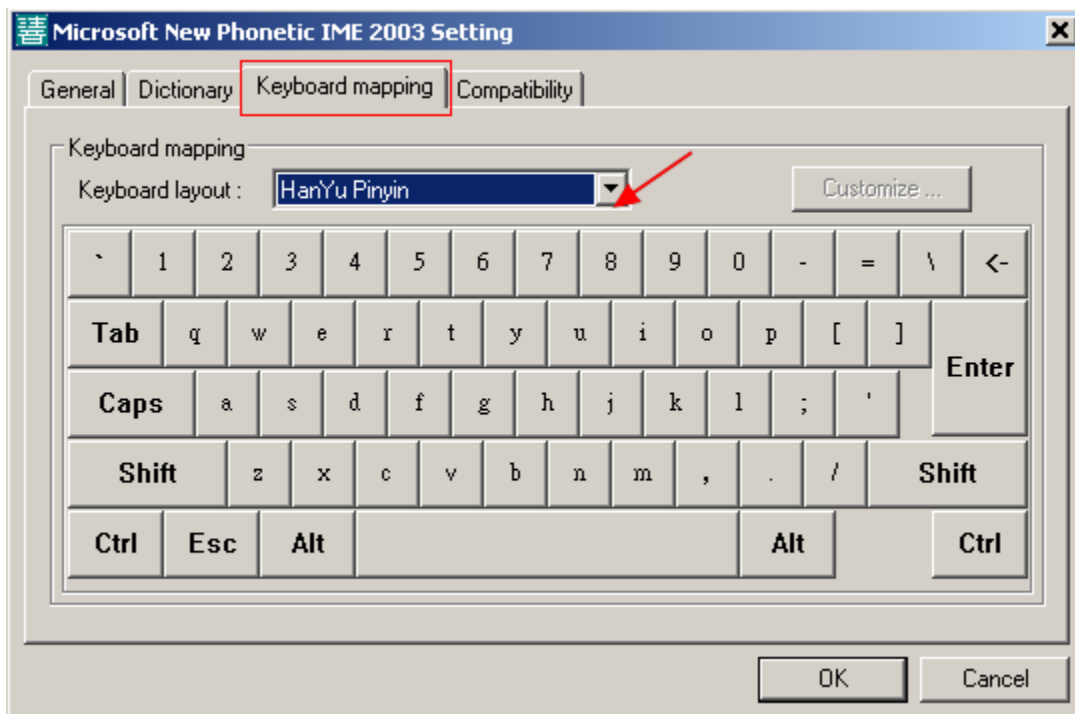 Microsoft New Phonetic IME 2003 Setting
General Dictionary Keyboard mapping Compatibility
Keyboard mapping
Keyboard layout : HanYu Pinyin Customize ...
` 1 2 3 4 5 6 7 8 9 0 - = \ <-
Tab q w e r t y u i o p [ ]
Enter
Caps a s d f g h j k l ; '
Shift z x c v b n m , . / Shift
Ctrl Esc Alt Alt Ctrl
OK Cancel